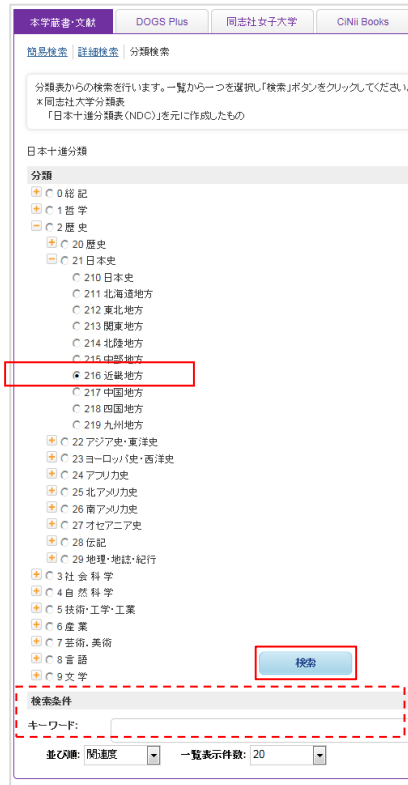 本学蔵書・文献 DOGS Plus 同志社女子大学 CiNii Books
簡易検索 詳細検索 分類検索
分類表からの検索を行います。一覧から一つを選択し「検索」ボタンをクリックしてください。
*同志社大学分類表
「日本十進分類表(NDC)」を元に作成したもの
日本十進分類
分類
0 総 記
1 哲 学
2 歴 史
20 歴史
21 日本史
210 日本史
211 北海道地方
212 東北地方
213 関東地方
214 北陸地方
215 中部地方
216 近畿地方
217 中国地方
218 四国地方
219 九州地方
22 アジア史・東洋史
23 ヨーロッパ史・西洋史
24 アフリカ史
25 北アメリカ史
26 南アメリカ史
27 オセアニア史
28 伝記
29 地理・地誌・紀行
3 社 会 科 学
4 自 然 科 学
5 技術・工学・工業
6 産 業
7 芸術. 美術
8 言 語
検索
9 文 学
検索条件
キーワード:
並び順: 関連度 一覧表示件数: 20